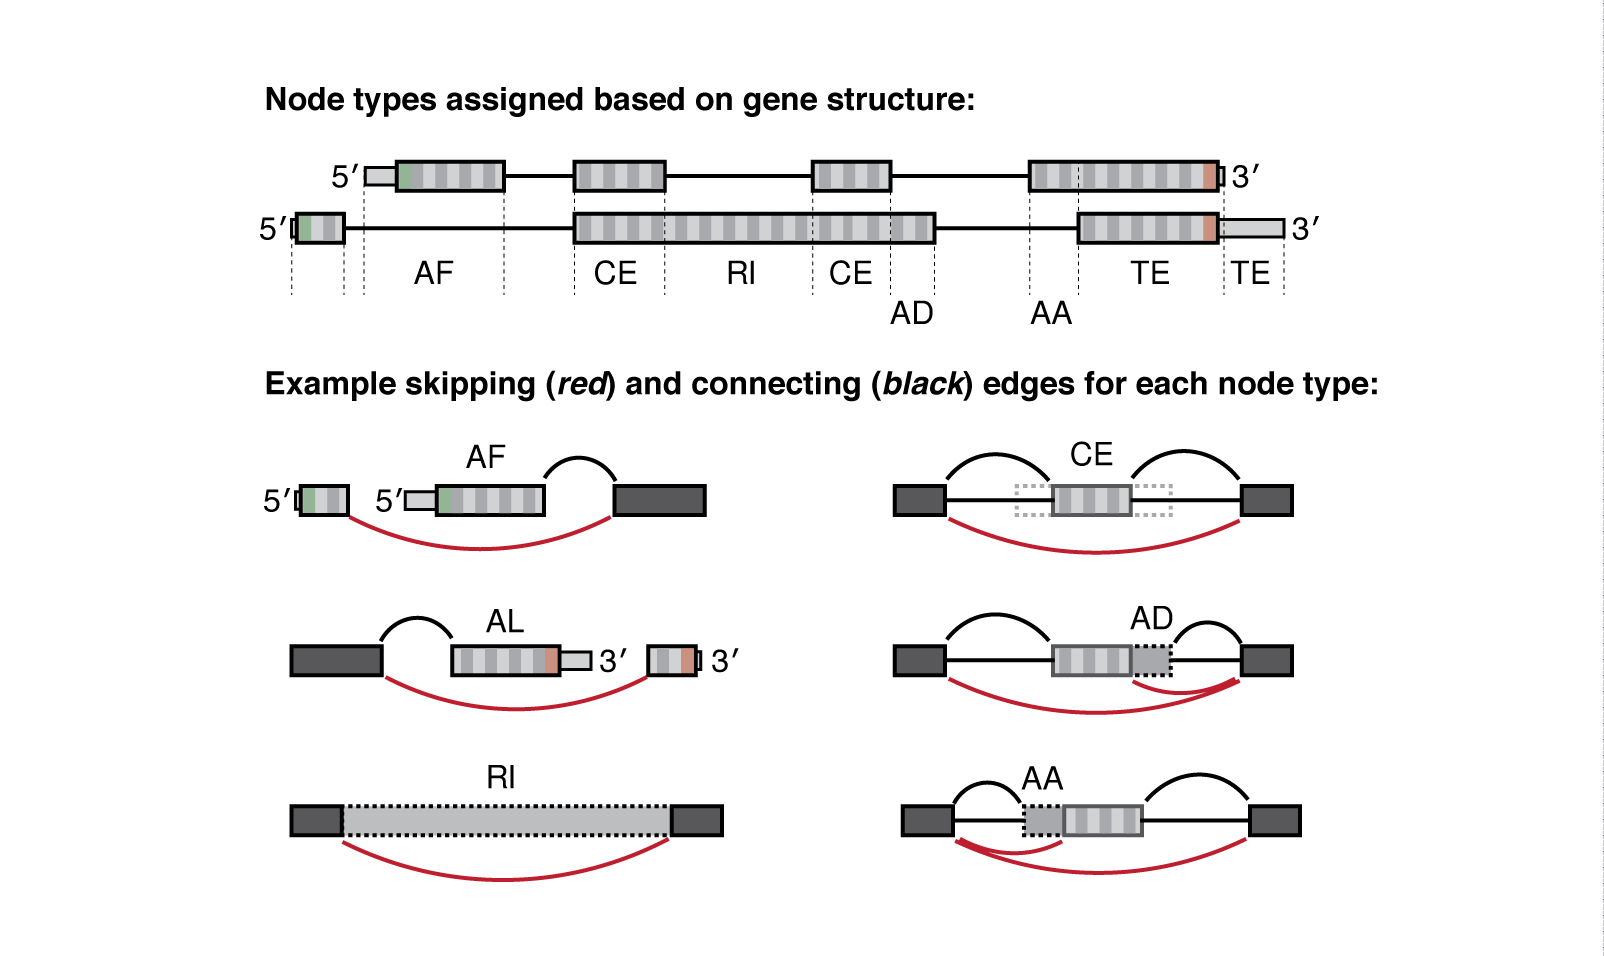 Node types assigned based on gene structure:
5′ 3′
5′ 3′
AF CE RI CE TE TE
AD AA
Example skipping (red) and connecting (black) edges for each node type:
AF CE
5′ 5′
AL AD
3′ 3′
RI AA